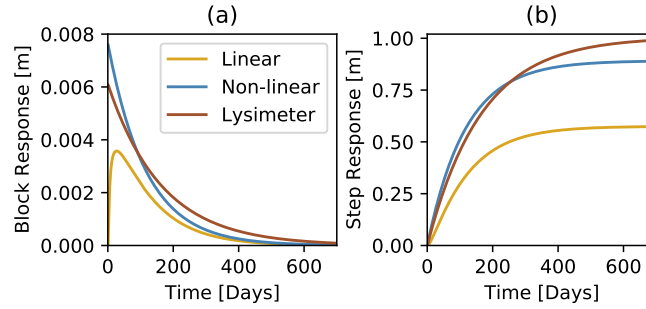 (a)
Block Response [m]
0.008
0.006
0.004
0.002
0.000
Linear
Non-linear
Lysimeter
0 200 400 600
Time [Days]
(b)
Step Response [m]
1.00
0.75
0.50
0.25
0.00
0 200 400 600
Time [Days]